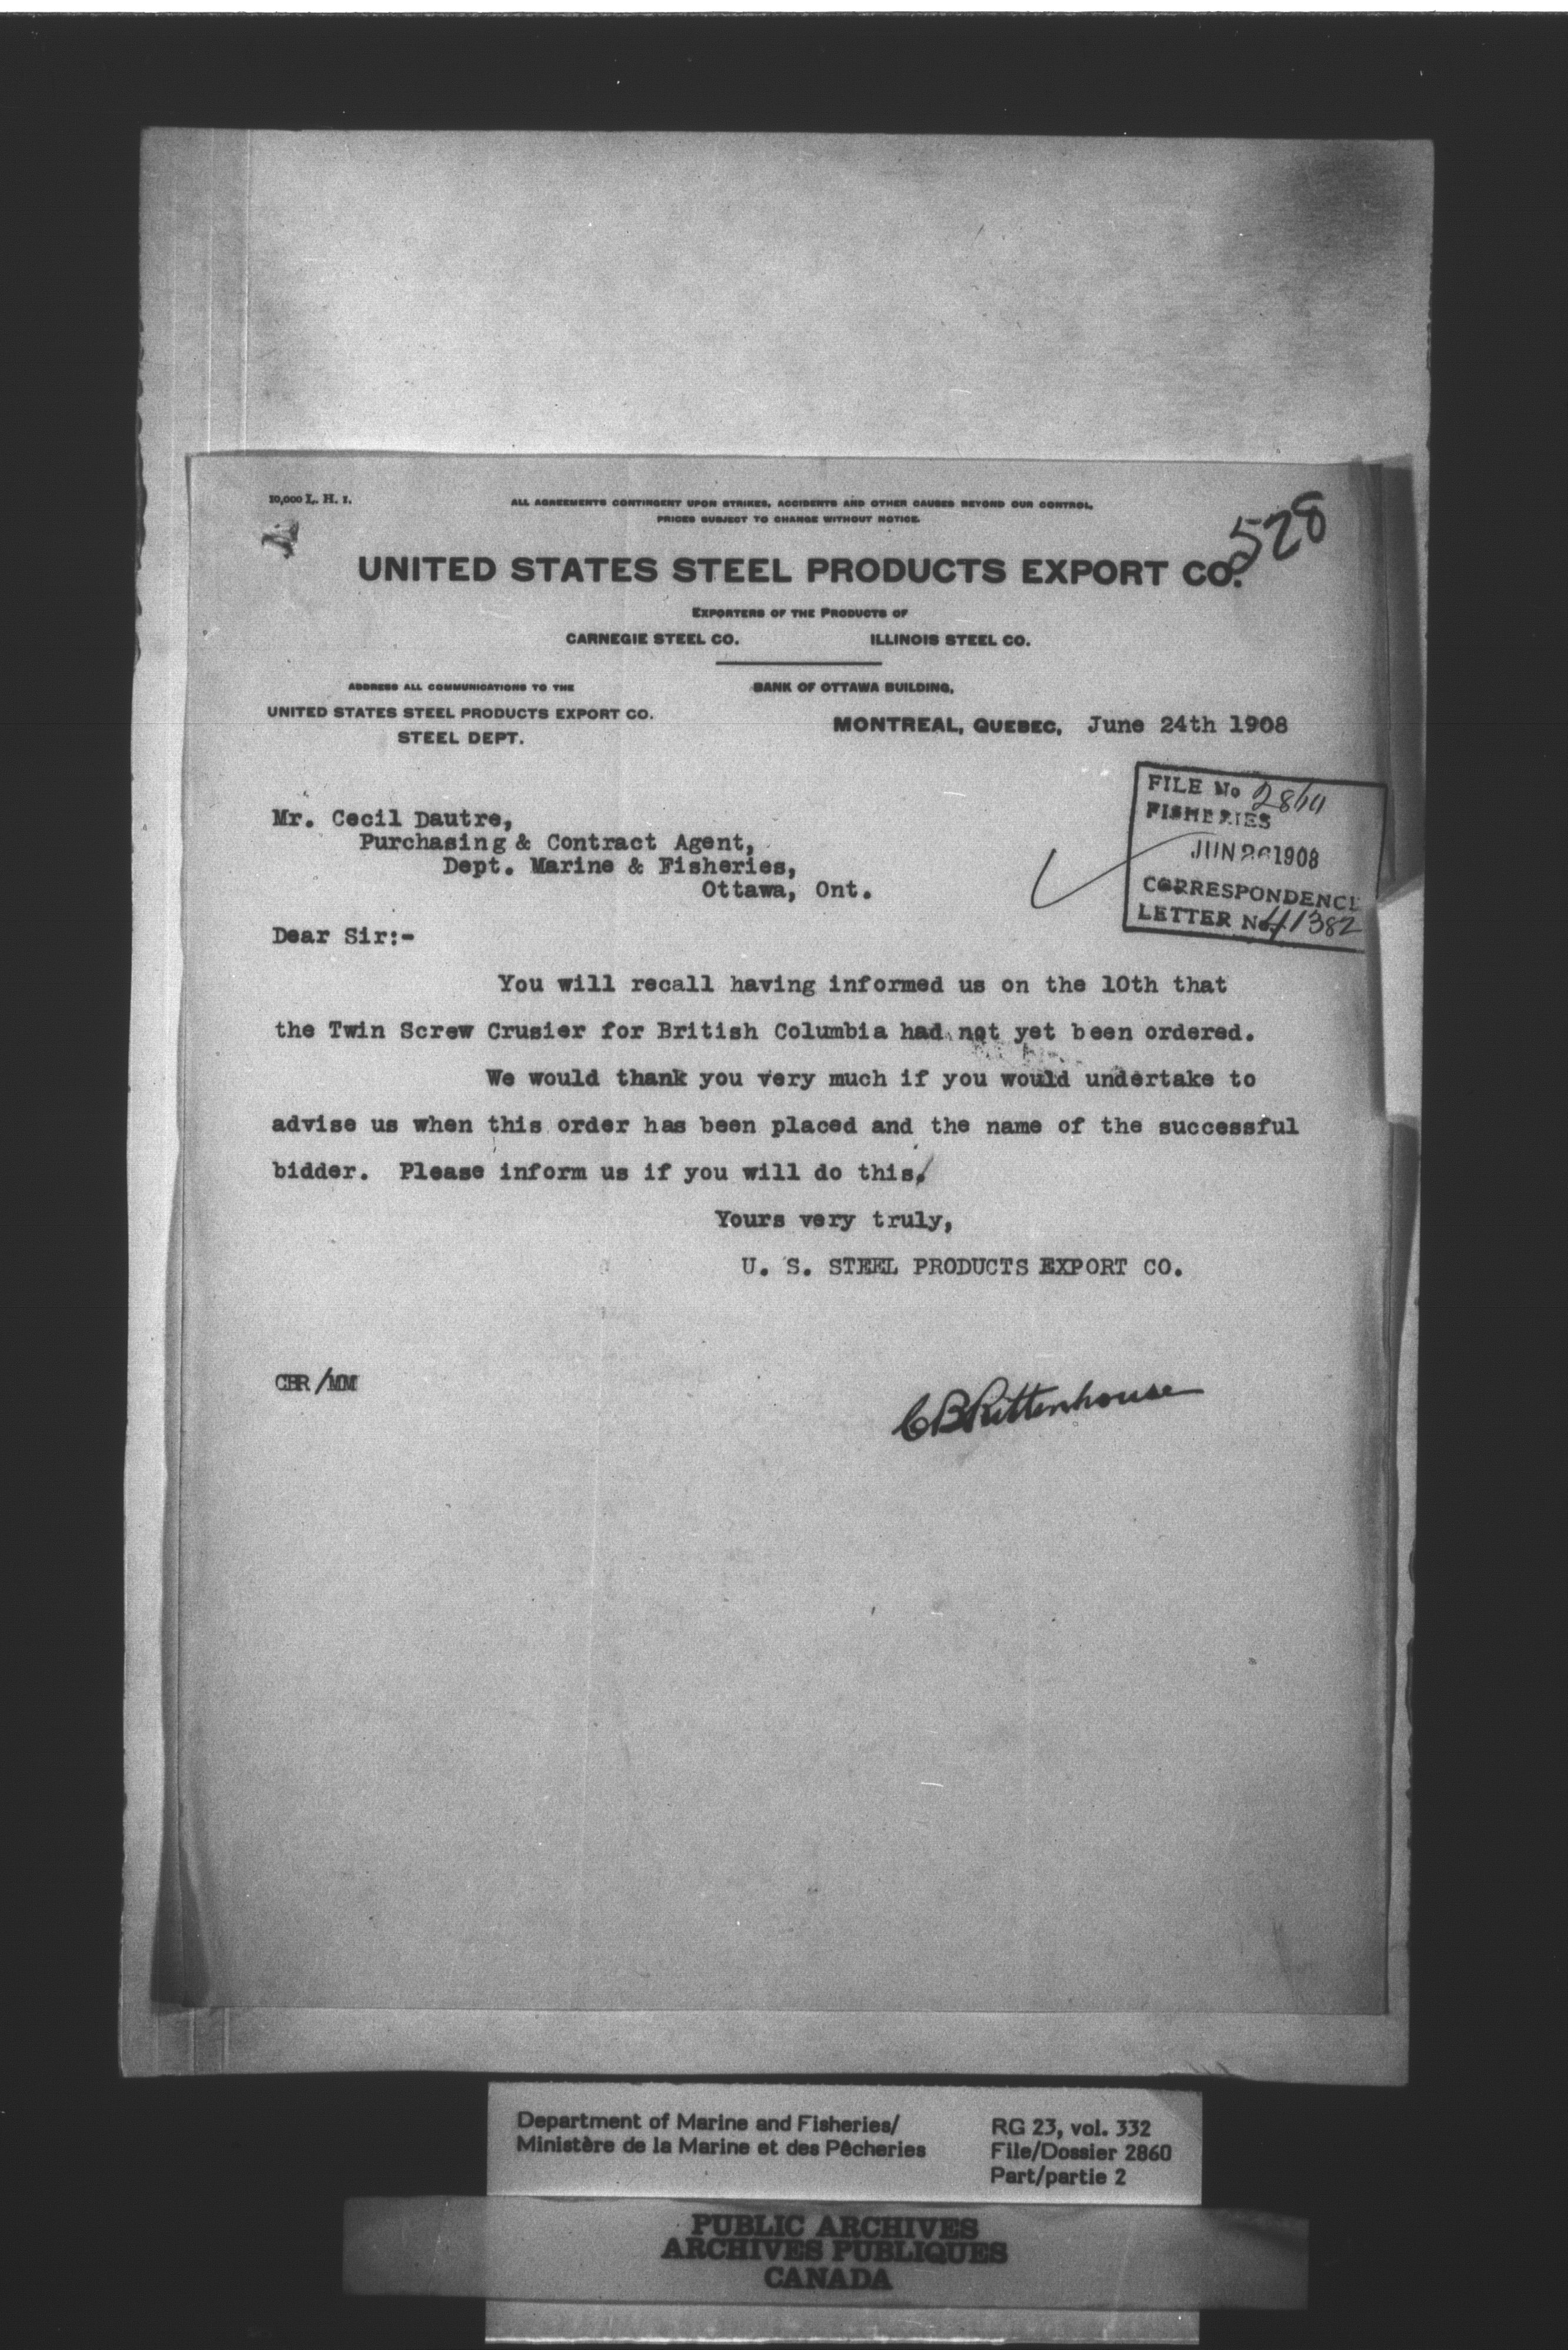 10,000 L. H. 1.
ALL AGREEMENTS CONTINGENT UPON STRIKES, ACCIDENTS AND OTHER CAUSES BEYOND OUR CONTROL.
PRICES SUBJECT TO CHANGE WITHOUT NOTICE.
528
UNITED STATES STEEL PRODUCTS EXPORT CO.
EXPORTERS OF THE PRODUCTS OF
CARNEGIE STEEL CO. ILLINOIS STEEL CO.
ADDRESS ALL COMMUNICATIONS TO THE
UNITED STATES STEEL PRODUCTS EXPORT CO.
STEEL DEPT.
BANK OF OTTAWA BUILDING,
MONTREAL, QUEBEC, June 24th 1908
FILE No 2860
FISHERIES
JUN 26 1908
CORRESPONDENCE
LETTER No. 41382
Mr. Cecil Dautre,
Purchasing & Contract Agent,
Dept. Marine & Fisheries,
Ottawa, Ont.
Dear Sir:-
You will recall having informed us on the 10th that
the Twin Screw Crusier for British Columbia had not yet been ordered.
We would thank you very much if you would undertake to
advise us when this order has been placed and the name of the successful
bidder. Please inform us if you will do this.
Yours very truly,
U. S. STEEL PRODUCTS EXPORT CO.
CBR/MM
CBRittenhouse
Department of Marine and Fisheries/
Ministère de la Marine et des Pêcheries
RG 23, vol. 332
File/Dossier 2860
Part/partie 2
PUBLIC ARCHIVES
ARCHIVES PUBLIQUES
CANADA